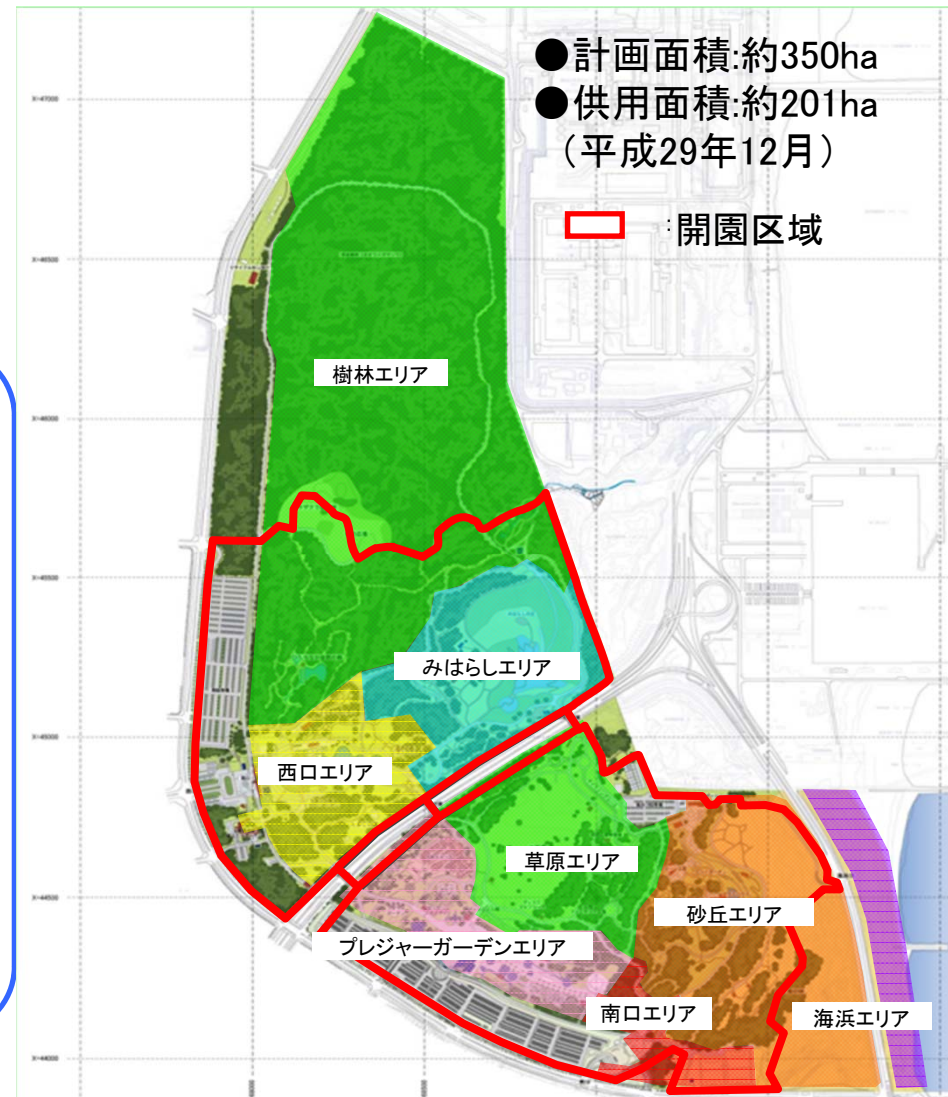 ●計画面積:約350ha
●供用面積:約201ha
（平成29年12月）
:開園区域
樹林エリア
みはらしエリア
西口エリア
草原エリア
砂丘エリア
プレジャーガーデンエリア
南口エリア
海浜エリア